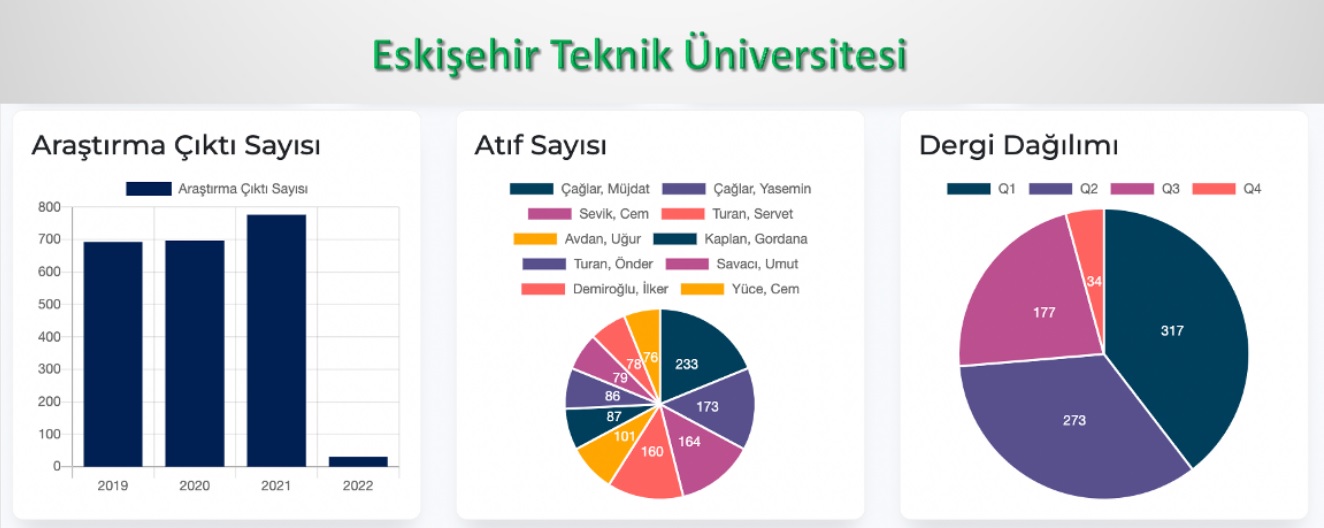 Eskişehir Teknik Üniversitesi
Araştırma Çıktı Sayısı
Araştırma Çıktı Sayısı
800
700
600
500
400
300
200
100
0
2019 2020 2021 2022
Atıf Sayısı
Çağlar, Müjdat Çağlar, Yasemin
Sevik, Cem Turan, Servet
Avdan, Uğur Kaplan, Gordana
Turan, Önder Savacı, Umut
Demiroğlu, İlker Yüce, Cem
233
173
164
160
101
87
86
79
78
76
Dergi Dağılımı
Q1 Q2 Q3 Q4
317
273
177
34